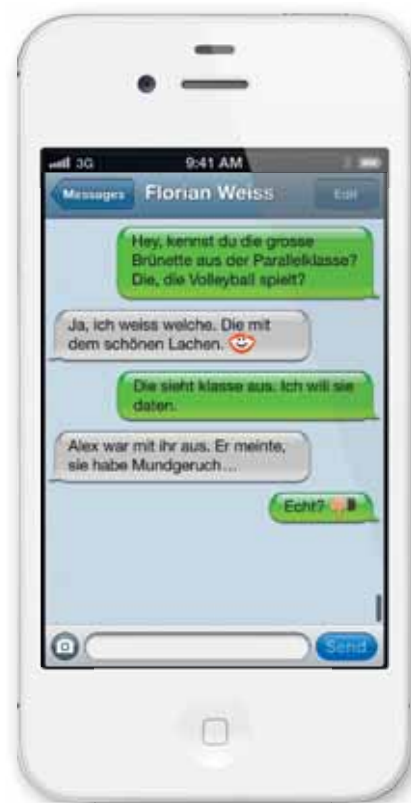 3G 9:41 AM
Messages Florian Weiss Edit
Hey, kennst du die grosse
Brünette aus der Parallelklasse?
Die, die Volleyball spielt?
Ja, ich weiss welche. Die mit
dem schönen Lachen.
Die sieht klasse aus. Ich will sie
daten.
Alex war mit ihr aus. Er meinte,
sie habe Mundgeruch...
Echt?
Send